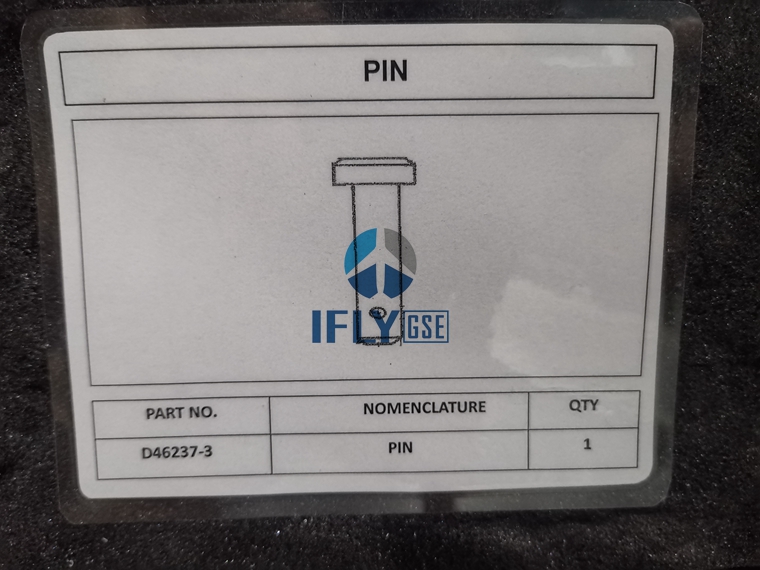 PIN
IFLY GSE
PART NO. NOMENCLATURE QTY
D46237-3 PIN 1